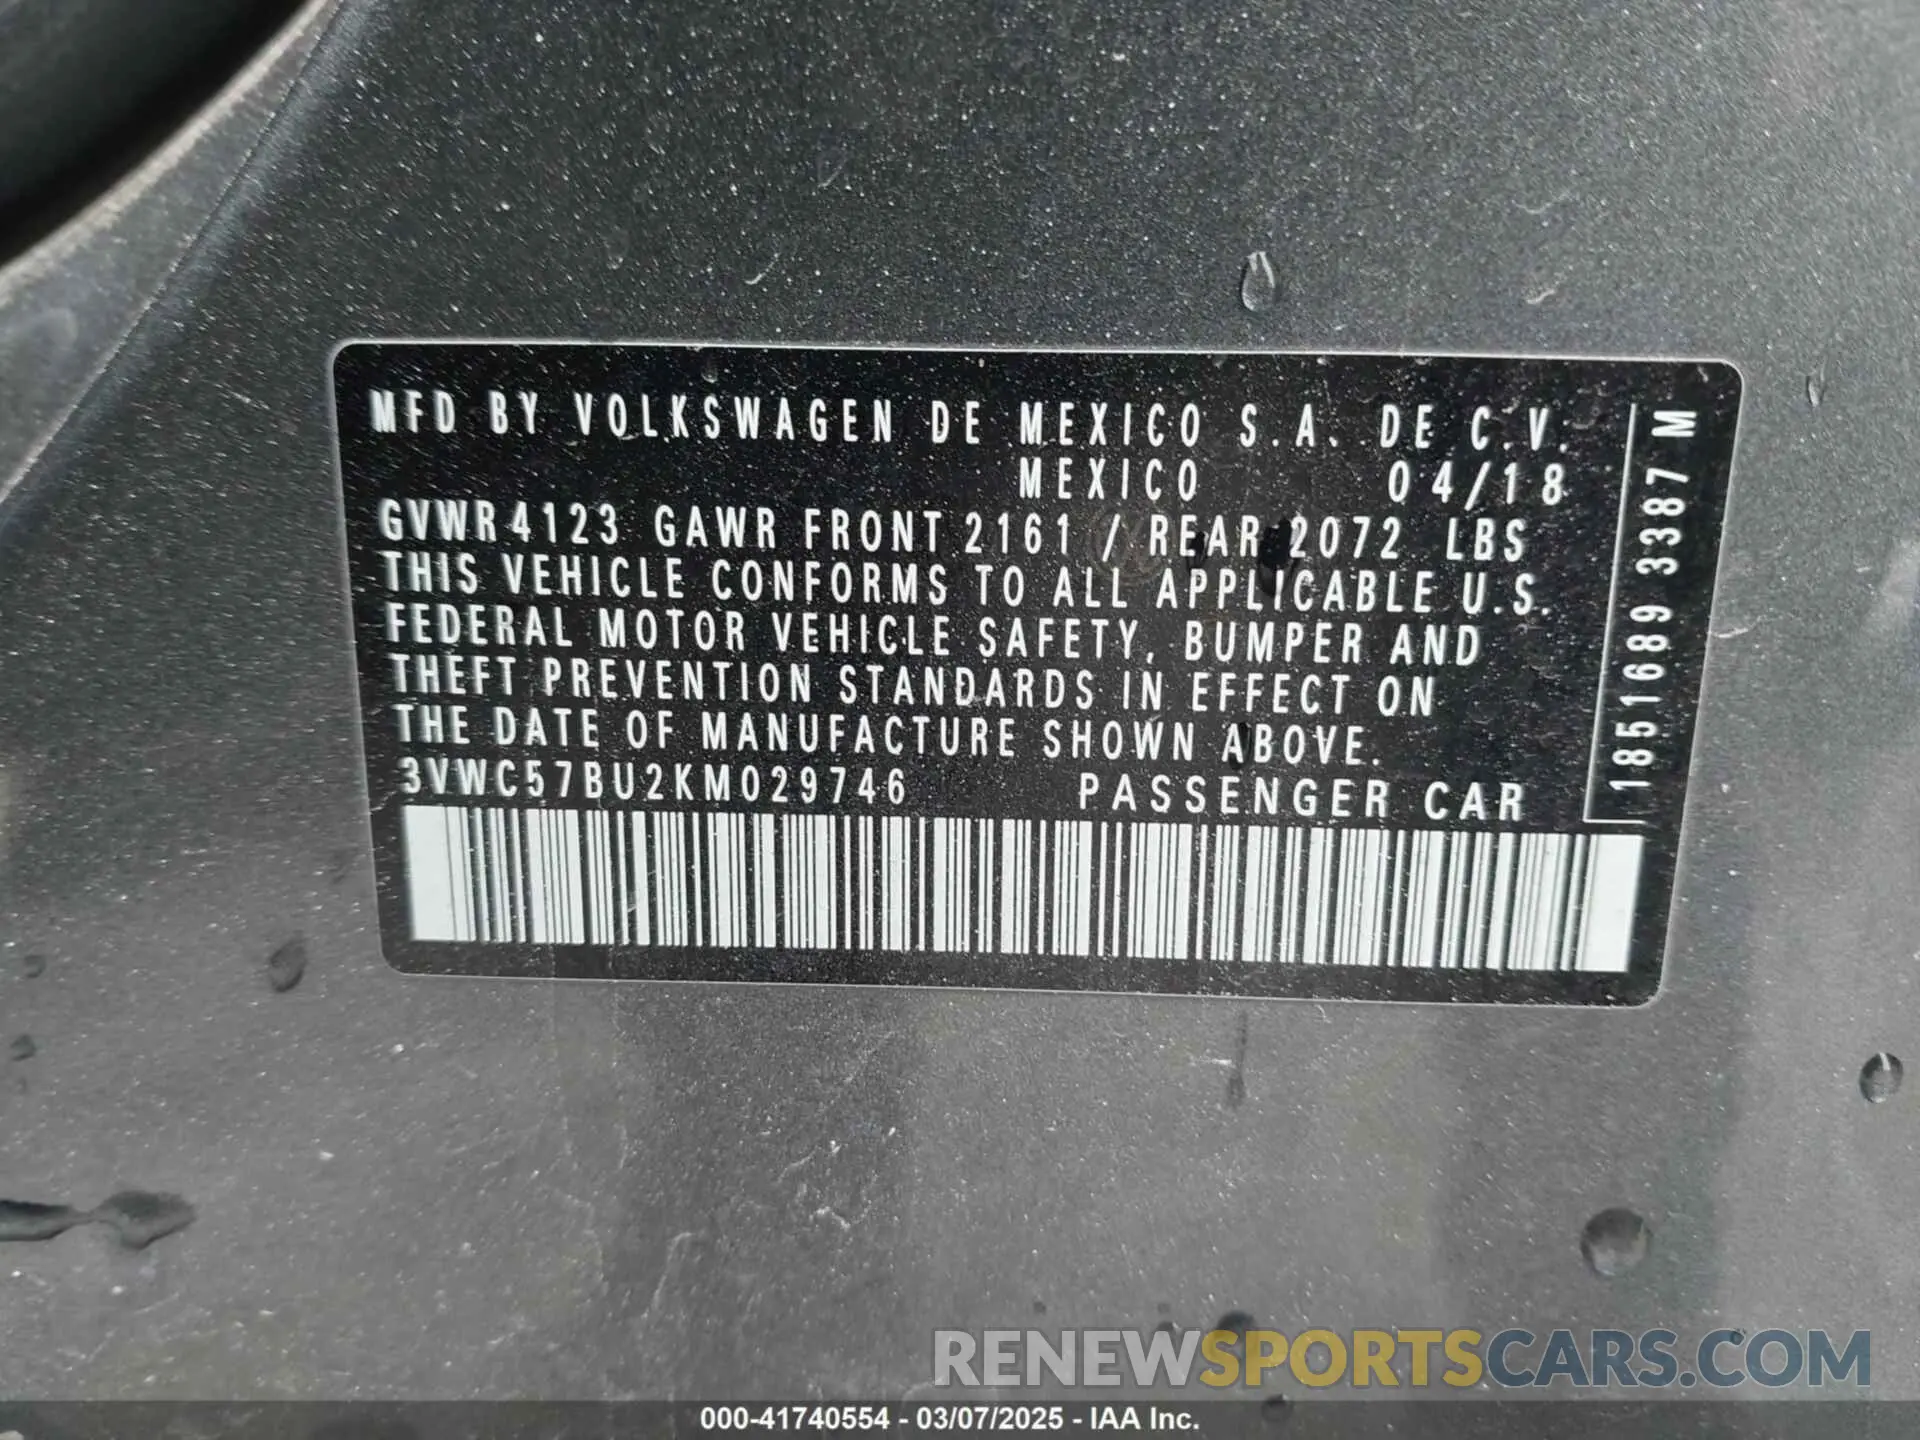 MFD BY VOLKSWAGEN DE MEXICO S.A. DE C.V.
MEXICO 04/18
GVWR 4123 GAWR FRONT 2161 / REAR 2072 LBS
THIS VEHICLE CONFORMS TO ALL APPLICABLE U.S.
FEDERAL MOTOR VEHICLE SAFETY, BUMPER AND
THEFT PREVENTION STANDARDS IN EFFECT ON
THE DATE OF MANUFACTURE SHOWN ABOVE.
3VWC57BU2KM029746 PASSENGER CAR
1851689 3387 M
RENEWSPORTSCARS.COM
000-41740554 - 03/07/2025 - IAA Inc.